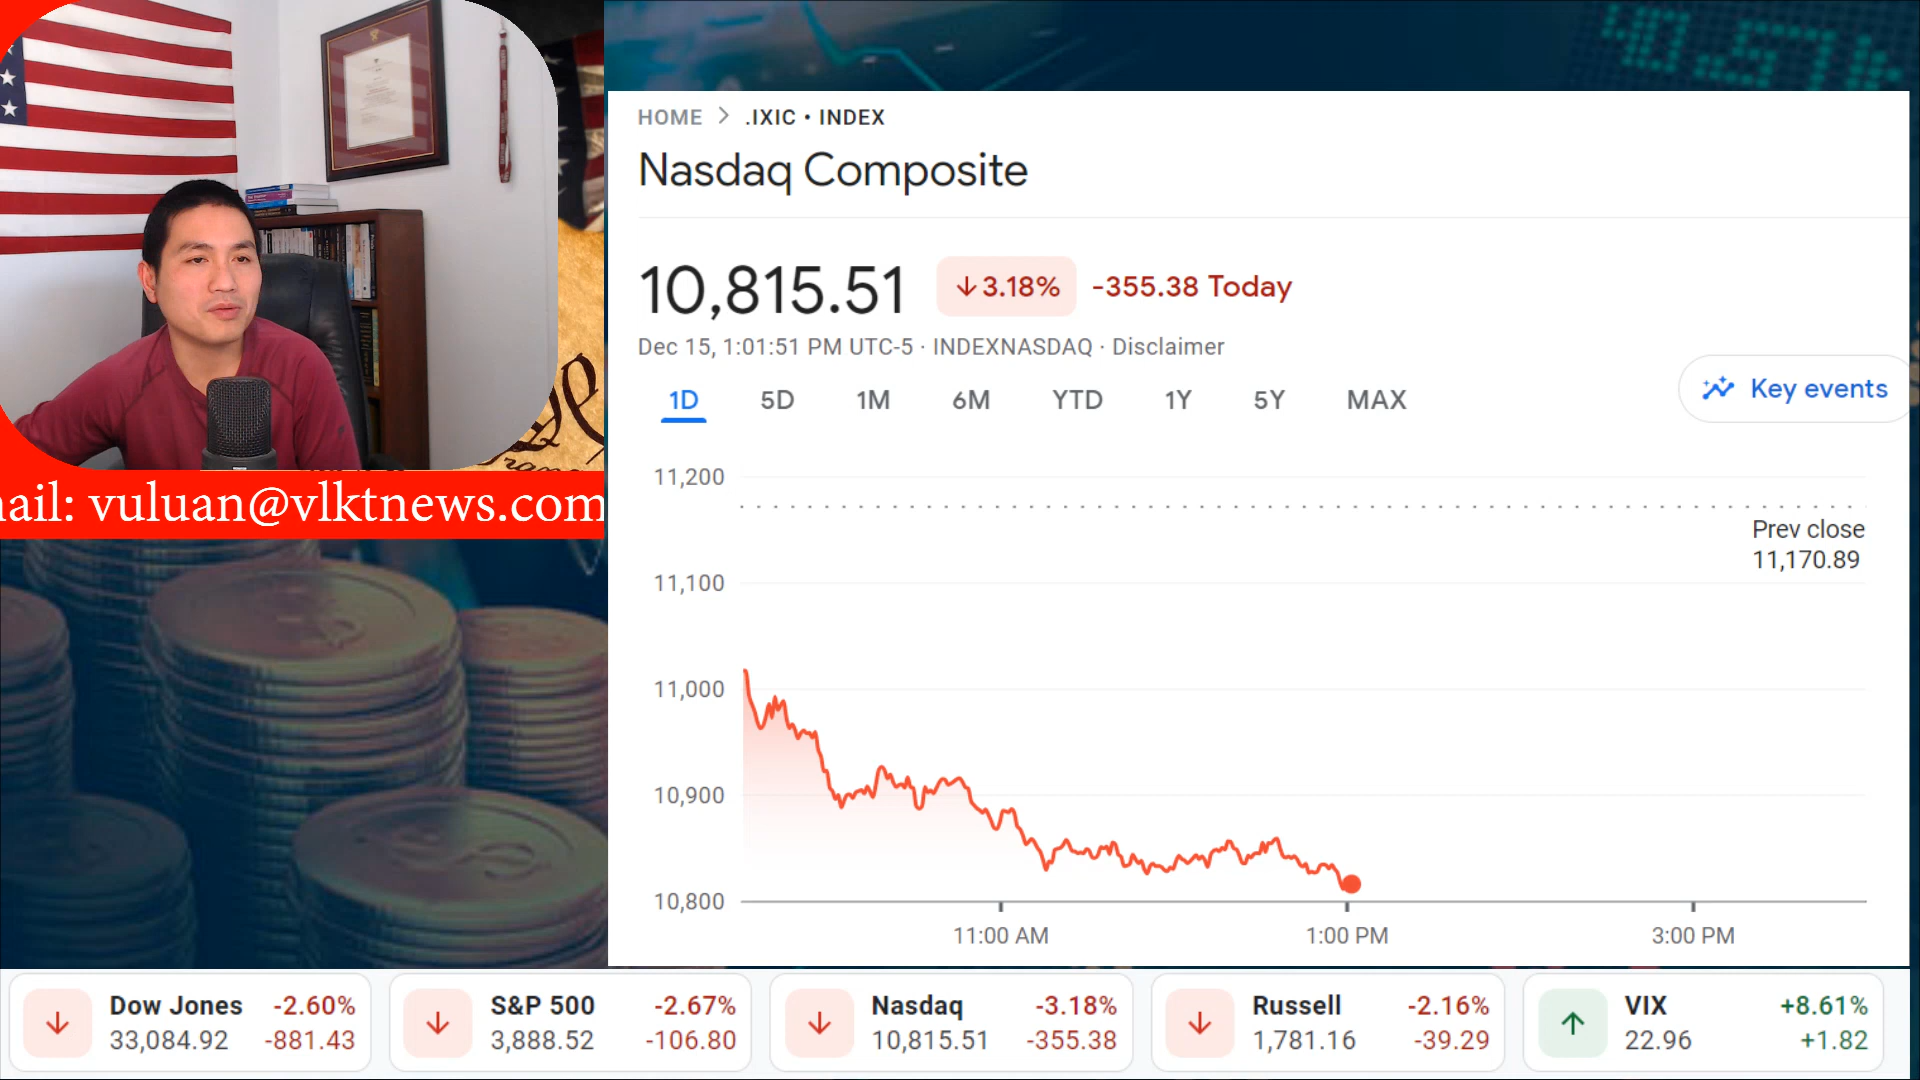 HOME > .IXIC • INDEX
Nasdaq Composite
10,815.51 ↓3.18% -355.38 Today
Dec 15, 1:01:51 PM UTC-5 · INDEXNASDAQ · Disclaimer
1D 5D 1M 6M YTD 1Y 5Y MAX
Key events
11,200
Prev close
11,170.89
11,100
11,000
10,900
10,800
11:00 AM 1:00 PM 3:00 PM
ail: vuluan@vlktnews.com
Dow Jones -2.60%
33,084.92 -881.43
S&P 500 -2.67%
3,888.52 -106.80
Nasdaq -3.18%
10,815.51 -355.38
Russell -2.16%
1,781.16 -39.29
VIX +8.61%
22.96 +1.82